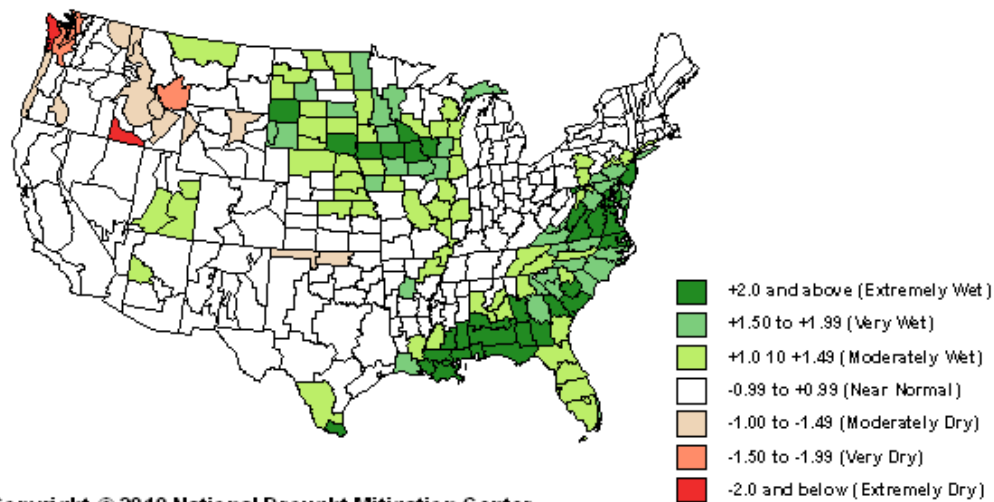 +2.0 and above (Extremely Wet)
+1.50 to +1.99 (Very Wet)
+1.0 10 +1.49 (Moderately Wet)
-0.99 to +0.99 (Near Normal)
-1.00 to -1.49 (Moderately Dry)
-1.50 to -1.99 (Very Dry)
-2.0 and below (Extremely Dry)
Copyright © National Drought Mitigation Center